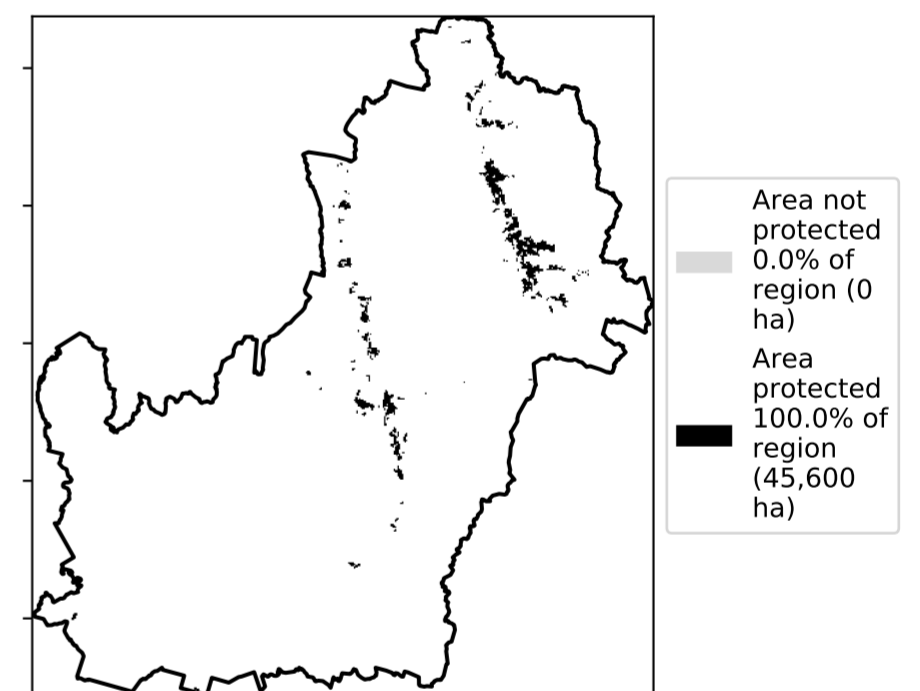 Area not
protected
0.0% of
region (0
ha)
Area
protected
100.0% of
region
(45,600
ha)